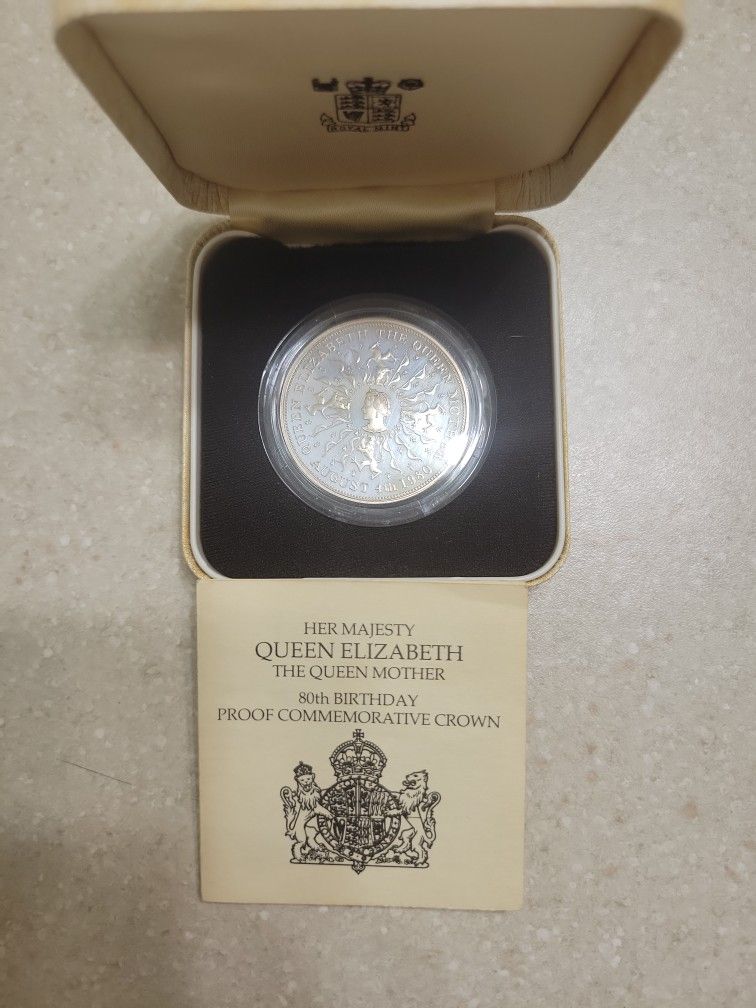 ROYAL MINT
QUEEN ELIZABETH THE QUEEN MOTHER
AUGUST 4th 1980
HER MAJESTY
QUEEN ELIZABETH
THE QUEEN MOTHER
80th BIRTHDAY
PROOF COMMEMORATIVE CROWN